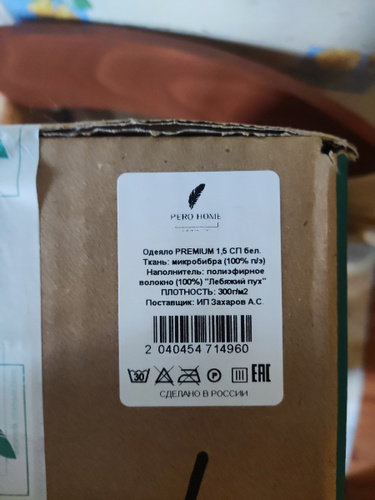 PERO HOME
Одеяло PREMIUM 1,5 СП бел.
Ткань: микробибра (100% п/э)
Наполнитель: полиэфирное
волокно (100%) "Лебяжий пух"
ПЛОТНОСТЬ: 300г/м2
Поставщик: ИП Захаров А.С.
2 040454 714960
30 P EAC
СДЕЛАНО В РОССИИ